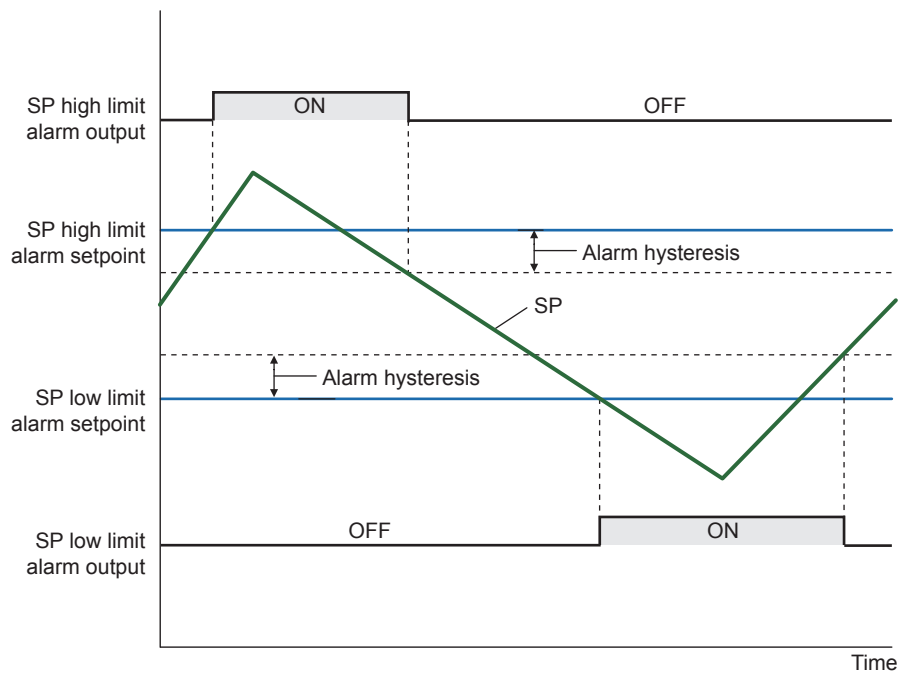 SP high limit
alarm output
ON
OFF
SP high limit
alarm setpoint
Alarm hysteresis
SP
Alarm hysteresis
SP low limit
alarm setpoint
OFF
ON
SP low limit
alarm output
Time